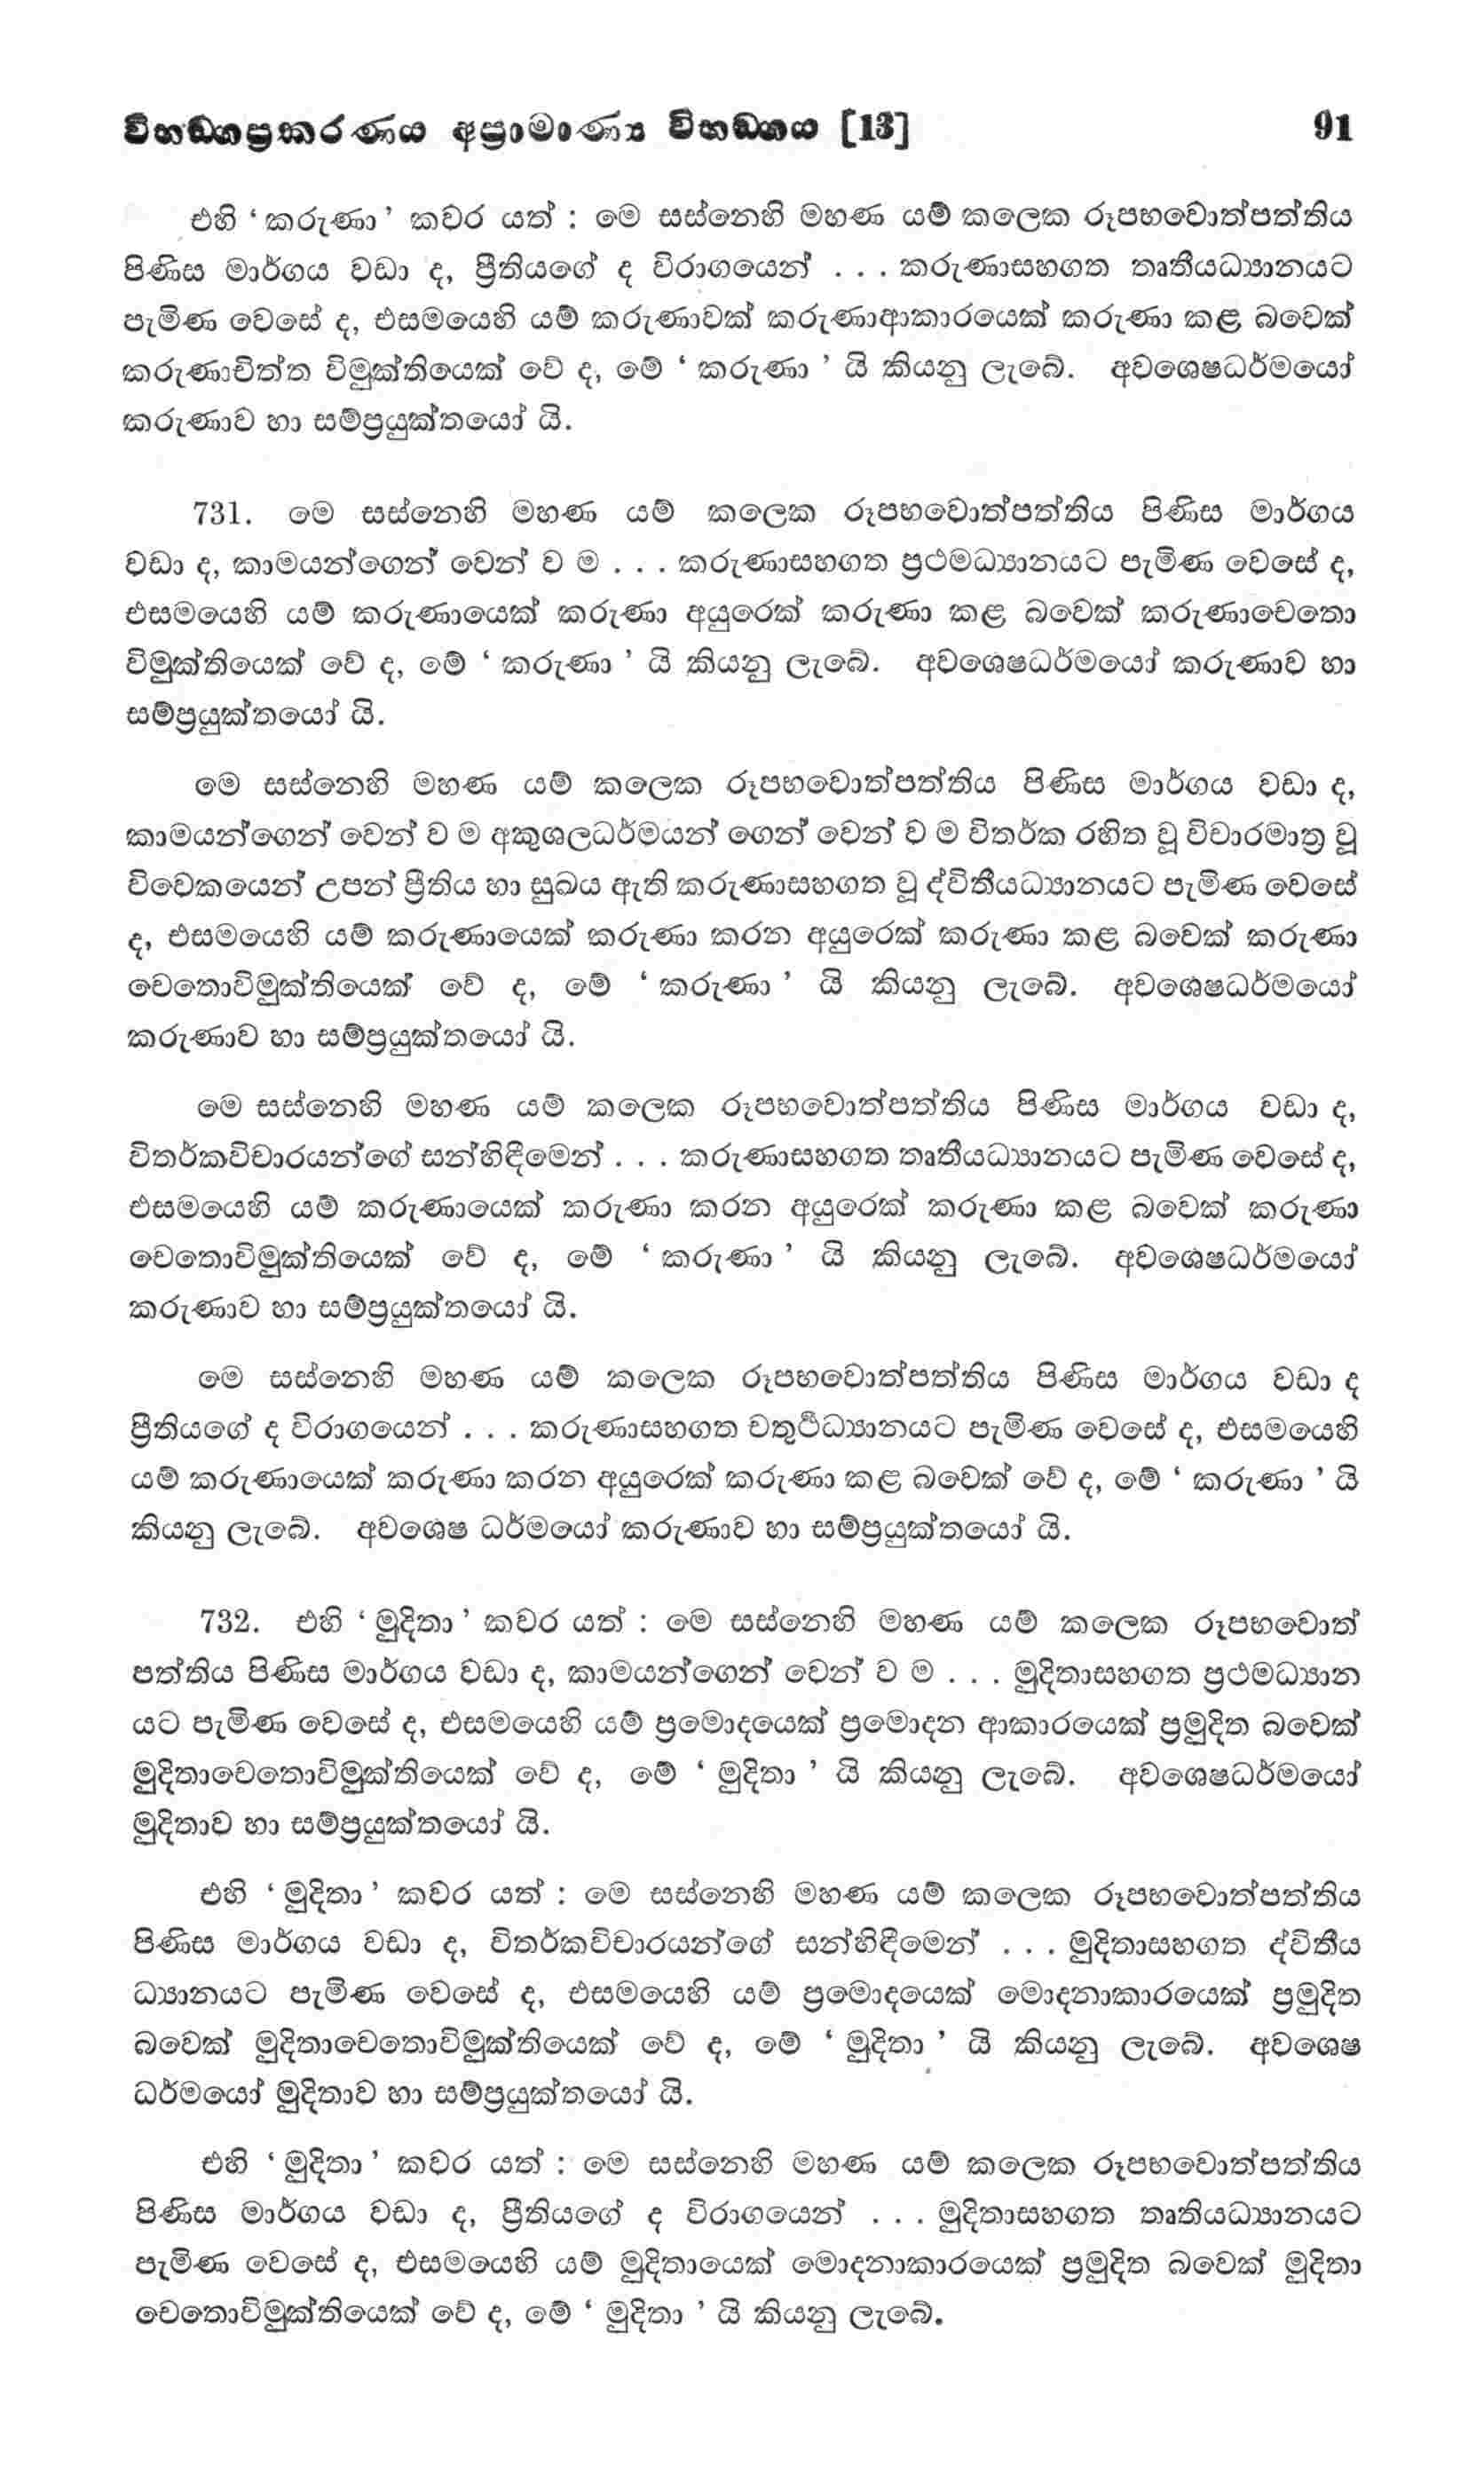 විභඞගප්‍රකරණය අප්‍රාමාණ්‍ය විභඞගය [13] 91
එහි ‘කරුණා’ කවර යත් : මෙ සස්නෙහි මහණ යම් කලෙක රූපභවොත්පත්තිය
පිණිස මාර්ගය වඩා ද, ප්‍රීතියගේ ද විරාගයෙන් . . . කරුණාසහගත තෘතීයධ්‍යානයට
පැමිණ වෙසේ ද, එසමයෙහි යම් කරුණාවක් කරුණාආකාරයෙක් කරුණා කළ බවෙක්
කරුණාචිත්ත විමුක්තියෙක් වේ ද, මේ ‘ කරුණා ’ යි කියනු ලැබේ. අවශෙෂධර්මයෝ
කරුණාව හා සම්ප්‍රයුක්තයෝ යි.
731. මෙ සස්නෙහි මහණ යම් කලෙක රූපභවොත්පත්තිය පිණිස මාර්ගය
වඩා ද, කාමයන්ගෙන් වෙන් ව ම . . . කරුණාසහගත ප්‍රථමධ්‍යානයට පැමිණ වෙසේ ද,
එසමයෙහි යම් කරුණායෙක් කරුණා අයුරෙක් කරුණා කළ බවෙක් කරුණාචෙතො
විමුක්තියෙක් වේ ද, මේ ‘ කරුණා ’ යි කියනු ලැබේ. අවශෙෂධර්මයෝ කරුණාව හා
සම්ප්‍රයුක්තයෝ යි.
මෙ සස්නෙහි මහණ යම් කලෙක රූපභවොත්පත්තිය පිණිස මාර්ගය වඩා ද,
කාමයන්ගෙන් වෙන් ව ම අකුශලධර්මයන් ගෙන් වෙන් ව ම විතර්ක රහිත වූ විචාරමාත්‍ර වූ
විවෙකයෙන් උපන් ප්‍රීතිය හා සුඛය ඇති කරුණාසහගත වූ ද්විතීයධ්‍යානයට පැමිණ වෙසේ
ද, එසමයෙහි යම් කරුණායෙක් කරුණා කරන අයුරෙක් කරුණා කළ බවෙක් කරුණා
චෙතොවිමුක්තියෙක් වේ ද, මේ ‘ කරුණා ’ යි කියනු ලැබේ. අවශෙෂධර්මයෝ
කරුණාව හා සම්ප්‍රයුක්තයෝ යි.
මෙ සස්නෙහි මහණ යම් කලෙක රූපභවොත්පත්තිය පිණිස මාර්ගය වඩා ද,
විතර්කවිචාරයන්ගේ සන්හිඳීමෙන් . . . කරුණාසහගත තෘතීයධ්‍යානයට පැමිණ වෙසේ ද,
එසමයෙහි යම් කරුණායෙක් කරුණා කරන අයුරෙක් කරුණා කළ බවෙක් කරුණා
චෙතොවිමුක්තියෙක් වේ ද, මේ ‘ කරුණා ’ යි කියනු ලැබේ. අවශෙෂධර්මයෝ
කරුණාව හා සම්ප්‍රයුක්තයෝ යි.
මෙ සස්නෙහි මහණ යම් කලෙක රූපභවොත්පත්තිය පිණිස මාර්ගය වඩා ද
ප්‍රීතියගේ ද විරාගයෙන් . . . කරුණාසහගත චතුර්‍ථධ්‍යානයට පැමිණ වෙසේ ද, එසමයෙහි
යම් කරුණායෙක් කරුණා කරන අයුරෙක් කරුණා කළ බවෙක් වේ ද, මේ ‘ කරුණා ’ යි
කියනු ලැබේ. අවශෙෂ ධර්මයෝ කරුණාව හා සම්ප්‍රයුක්තයෝ යි.
732. එහි ‘ මුදිතා ’ කවර යත් : මෙ සස්නෙහි මහණ යම් කලෙක රූපභවොත්
පත්තිය පිණිස මාර්ගය වඩා ද, කාමයන්ගෙන් වෙන් ව ම . . . මුදිතාසහගත ප්‍රථමධ්‍යාන
යට පැමිණ වෙසේ ද, එසමයෙහි යම් ප්‍රමොදයෙක් ප්‍රමොදන ආකාරයෙක් ප්‍රමුදිත බවෙක්
මුදිතාචෙතොවිමුක්තියෙක් වේ ද, මේ ‘ මුදිතා ’ යි කියනු ලැබේ. අවශෙෂධර්මයෝ
මුදිතාව හා සම්ප්‍රයුක්තයෝ යි.
එහි ‘ මුදිතා ’ කවර යත් : මෙ සස්නෙහි මහණ යම් කලෙක රූපභවොත්පත්තිය
පිණිස මාර්ගය වඩා ද, විතර්කවිචාරයන්ගේ සන්හිඳීමෙන් . . . මුදිතාසහගත ද්විතීය
ධ්‍යානයට පැමිණ වෙසේ ද, එසමයෙහි යම් ප්‍රමොදයෙක් මොදනාකාරයෙක් ප්‍රමුදිත
බවෙක් මුදිතාචෙතොවිමුක්තියෙක් වේ ද, මේ ‘ මුදිතා ’ යි කියනු ලැබේ. අවශෙෂ
ධර්මයෝ මුදිතාව හා සම්ප්‍රයුක්තයෝ යි.
එහි ‘ මුදිතා ’ කවර යත් : මෙ සස්නෙහි මහණ යම් කලෙක රූපභවොත්පත්තිය
පිණිස මාර්ගය වඩා ද, ප්‍රීතියගේ ද විරාගයෙන් . . . මුදිතාසහගත තෘතියධ්‍යානයට
පැමිණ වෙසේ ද, එසමයෙහි යම් මුදිතායෙක් මොදනාකාරයෙක් ප්‍රමුදිත බවෙක් මුදිතා
චෙතොවිමුක්තියෙක් වේ ද, මේ ‘ මුදිතා ’ යි කියනු ලැබේ.